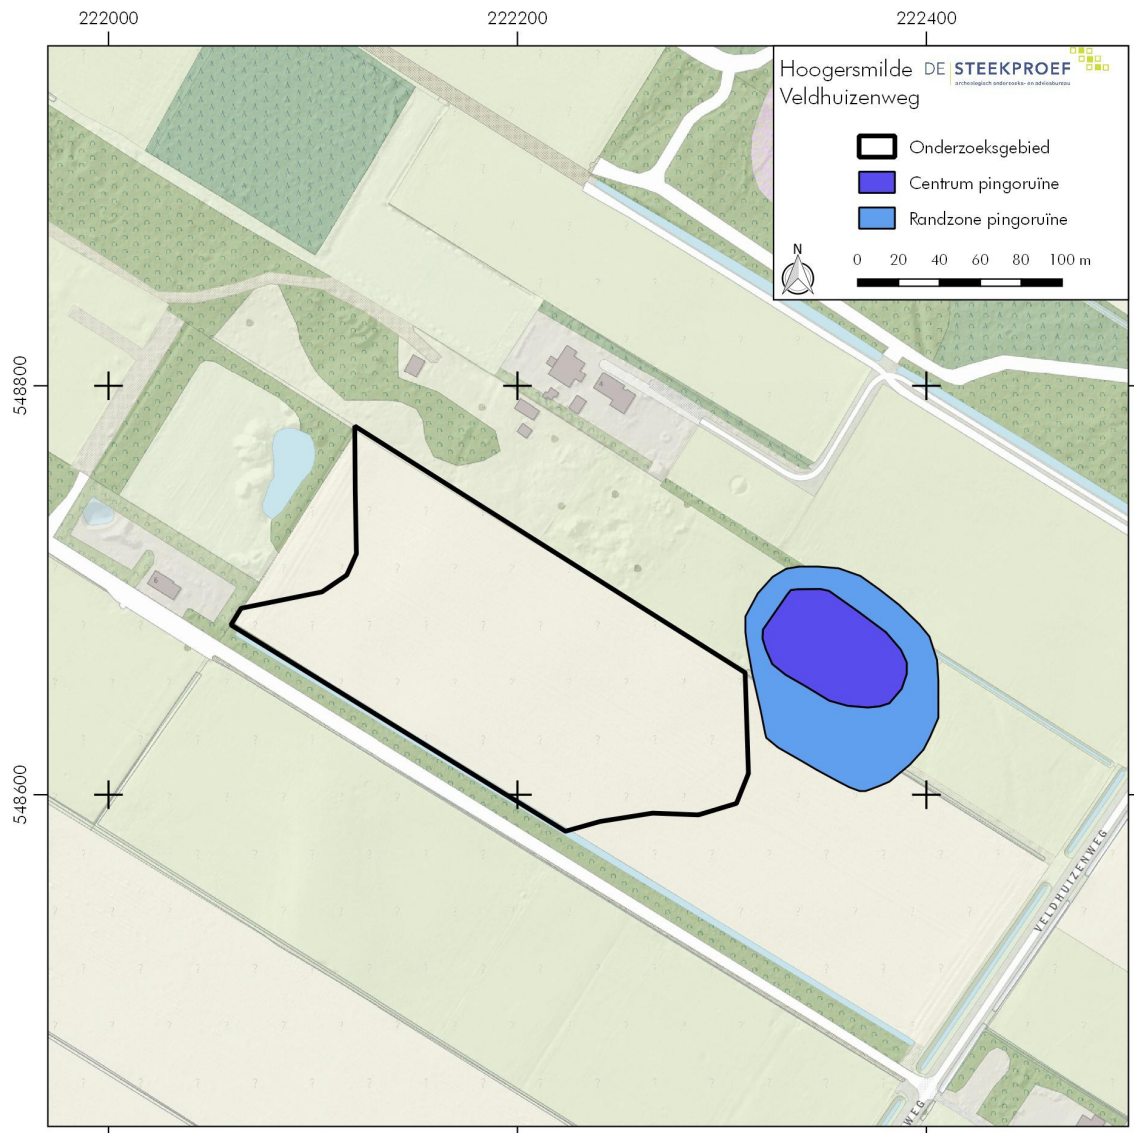 222000
222200
222400
Hoogersmilde
Veldhuizenweg
DE STEEKPROEF
archeologisch onderzoeks- en adviesbureau
Onderzoeksgebied
Centrum pingoruïne
Randzone pingoruïne
N
0 20 40 60 80 100 m
548800
548600
VELDHUIZENWEG
WEG